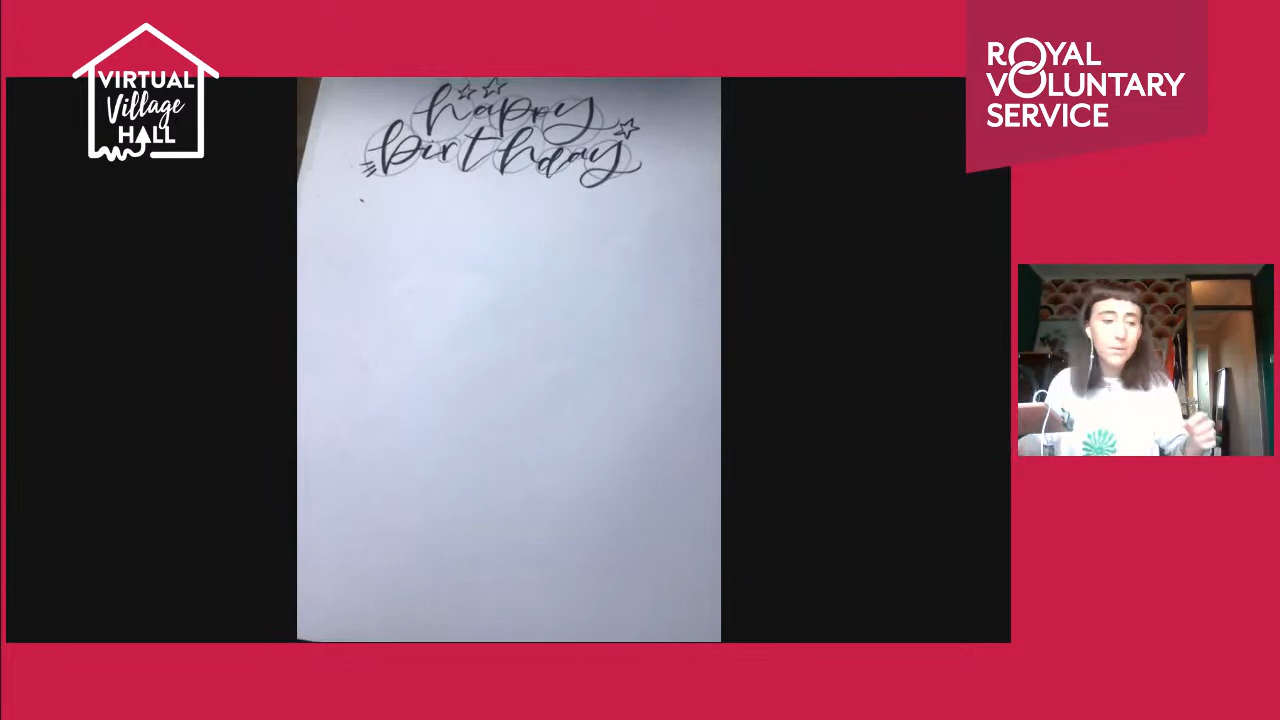 VIRTUAL
Village
HALL
ROYAL
VOLUNTARY
SERVICE
happy
birthday